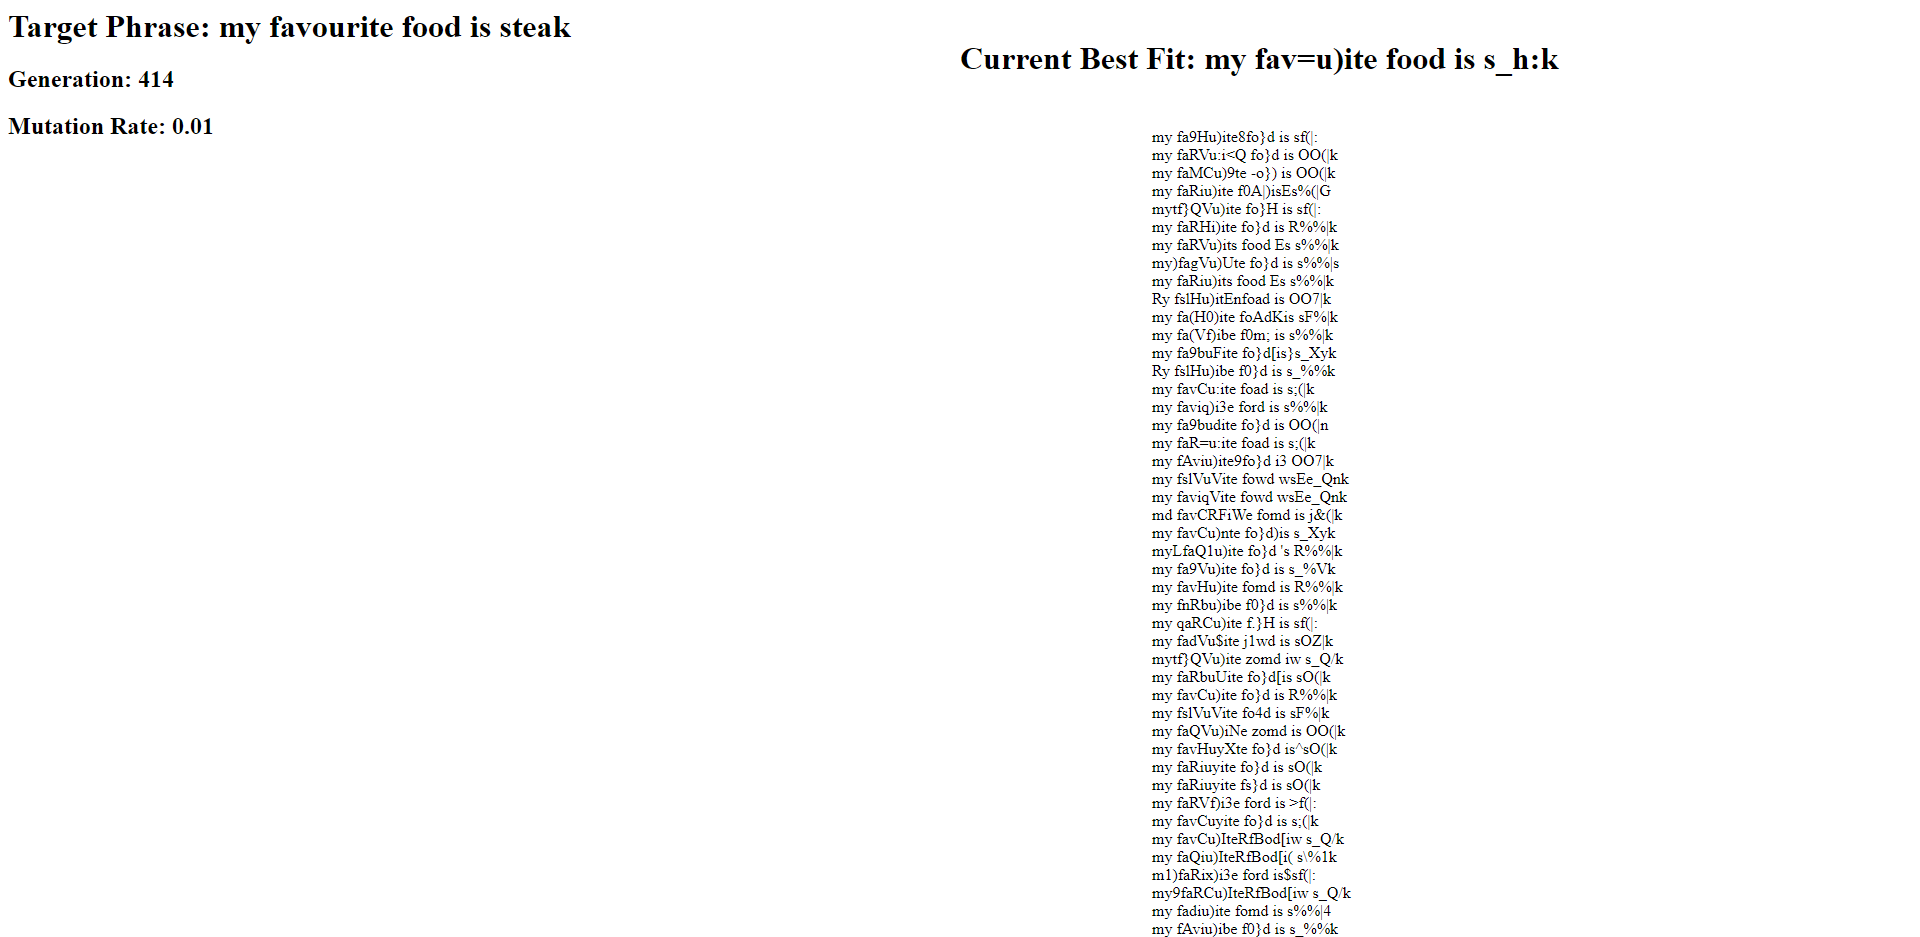 Target Phrase: my favourite food is steak
Generation: 414
Mutation Rate: 0.01
Current Best Fit: my fav=u)ite food is s_h:k
my fa9Hu)ite8fo}d is sf(|:
my faRVu:i<Q fo}d is OO(|k
my faMCu)9te -o}) is OO(|k
my faRiu)ite f0A|)isEs%(|G
mytf}QVu)ite fo}H is sf(|:
my faRHi)ite fo}d is R%%|k
my faRVu)its food Es s%%|k
my)fagVu)Ute fo}d is s%%|s
my faRiu)its food Es s%%|k
Ry fslHu)itEnfoad is OO7|k
my fa(H0)ite foAdKis sF%|k
my fa(Vf)ibe f0m; is s%%|k
my fa9buFite fo}d[is}s_Xyk
Ry fslHu)ibe f0}d is s_%%k
my favCu:ite foad is s;(|k
my faviq)i3e ford is s%%|k
my fa9budite fo}d is OO(|n
my faR=u:ite foad is s;(|k
my fAviu)ite9fo}d i3 OO7|k
my fslVuVite fowd wsEe_Qnk
my faviqVite fowd wsEe_Qnk
md favCRFiWe fomd is j&(|k
my favCu)nte fo}d)is s_Xyk
myLfaQ1u)ite fo}d 's R%%|k
my fa9Vu)ite fo}d is s_%Vk
my favHu)ite fomd is R%%|k
my fnRbu)ibe f0}d is s%%|k
my qaRCu)ite f.}H is sf(|:
my fadVu$ite j1wd is sOZ|k
mytf}QVu)ite zomd iw s_Q/k
my faRbuUite fo}d[is sO(|k
my favCu)ite fo}d is R%%|k
my fslVuVite fo4d is sF%|k
my faQVu)iNe zomd is OO(|k
my favHuyXte fo}d is^sO(|k
my faRiuyite fo}d is sO(|k
my faRiuyite fs}d is sO(|k
my faRVf)i3e ford is >f(|:
my favCuyite fo}d is s;(|k
my favCu)IteRfBod[iw s_Q/k
my faQiu)IteRfBod[i( s\%1k
m1)faRix)i3e ford is$sf(|:
my9faRCu)IteRfBod[iw s_Q/k
my fadiu)ite fomd is s%%|4
my fAviu)ibe f0}d is s_%%k